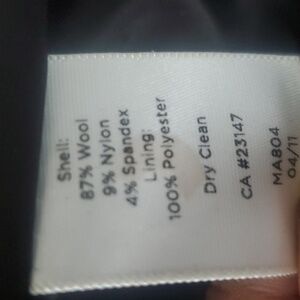 Shell:
87% Wool
9% Nylon
4% Spandex
Lining:
100% Polyester
Dry Clean
CA #23147
MA804
04/11